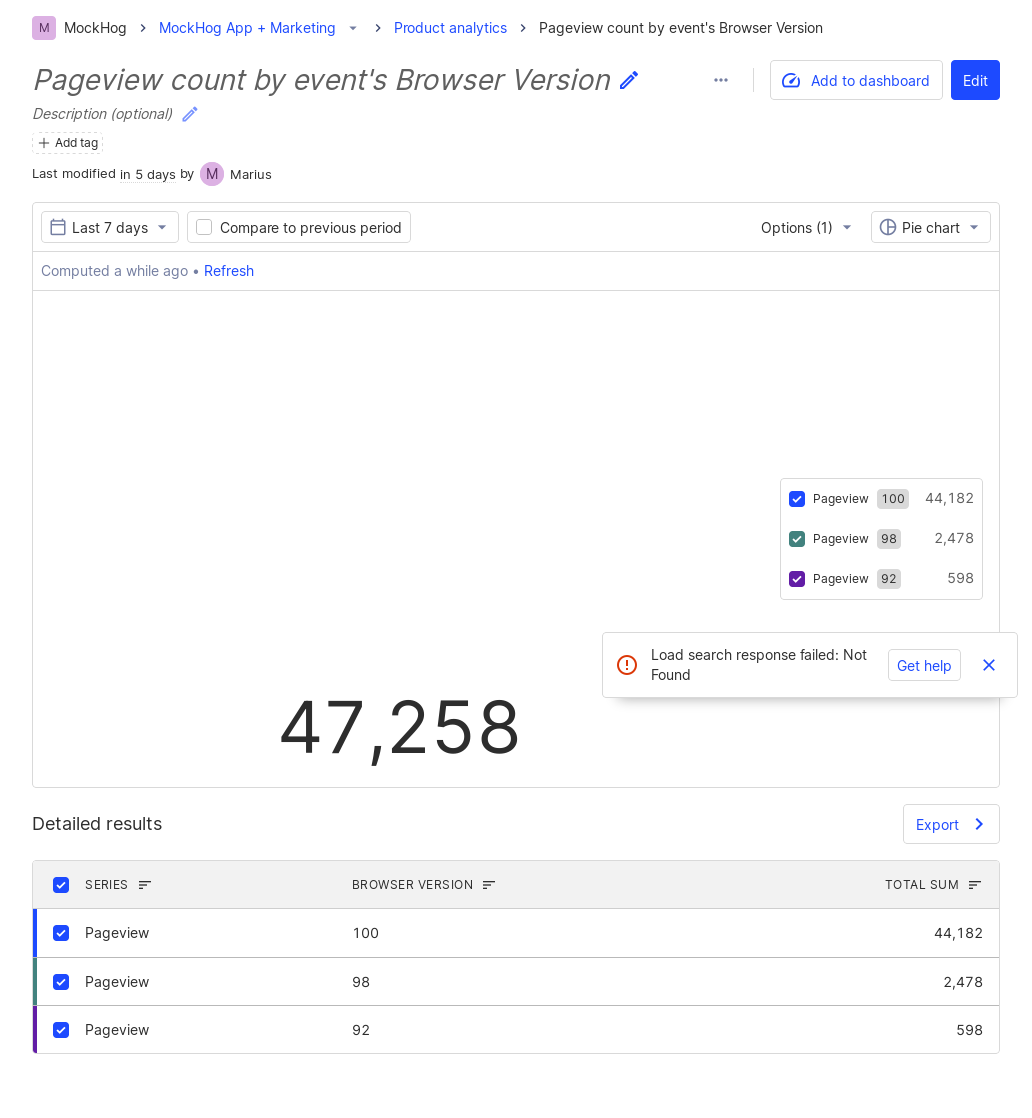 M MockHog MockHog App + Marketing Product analytics Pageview count by event's Browser Version
Pageview count by event's Browser Version
Add to dashboard Edit
Description (optional)
Add tag
Last modified in 5 days by M Marius
Last 7 days Compare to previous period Options (1) Pie chart
Computed a while ago • Refresh
Pageview 100 44,182
Pageview 98 2,478
Pageview 92 598
Load search response failed: Not
Found
Get help
47,258
Detailed results Export
SERIES BROWSER VERSION TOTAL SUM
Pageview 100 44,182
Pageview 98 2,478
Pageview 92 598